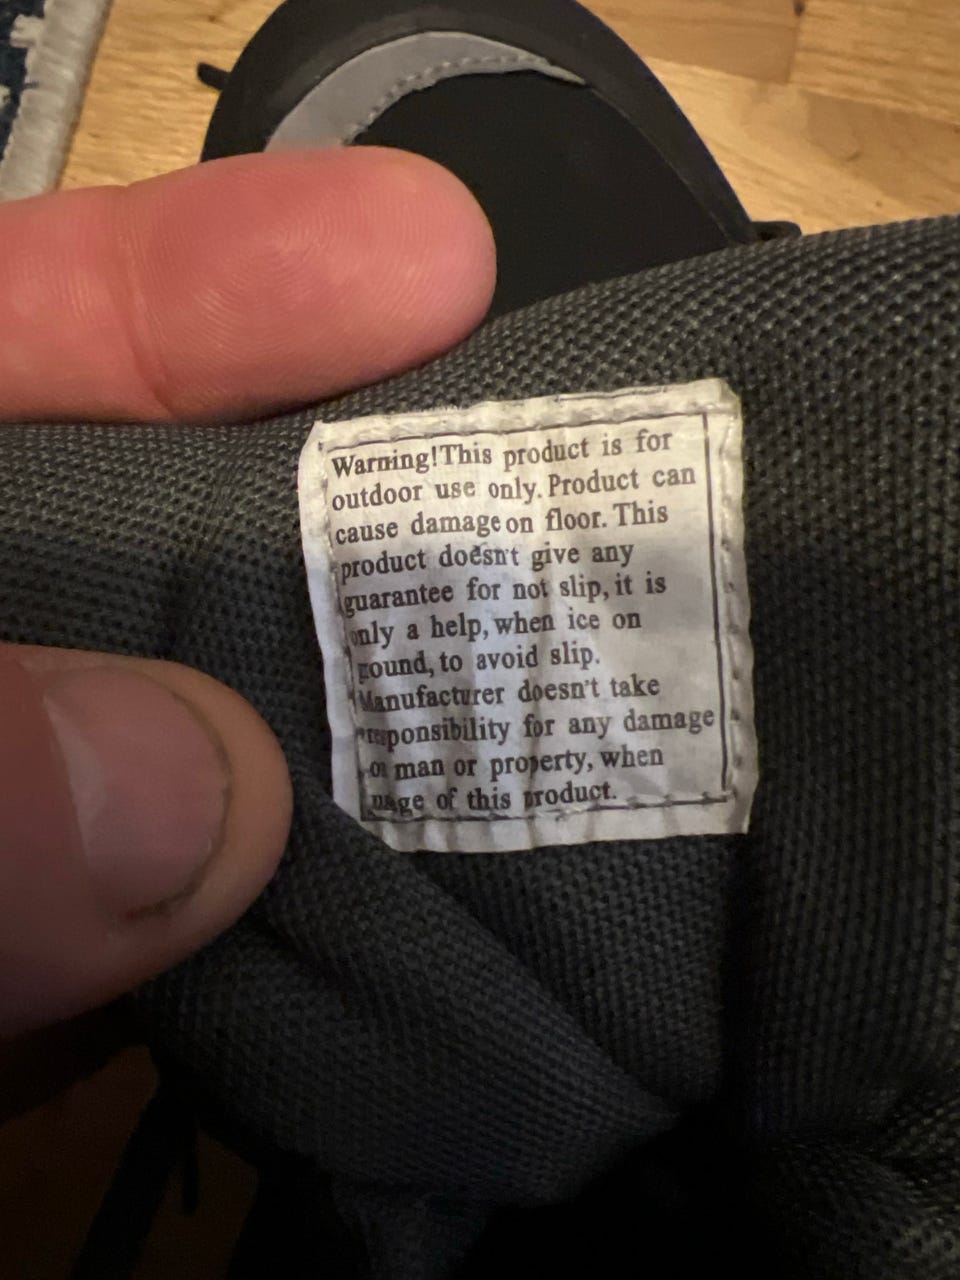 Warning!This product is for
outdoor use only. Product can
cause damage on floor. This
product doesn't give any
guarantee for not slip, it is
only a help, when ice on
round, to avoid slip.
Manufacturer doesn't take
responsibility for any damage
on man or property, when
usage of this product.